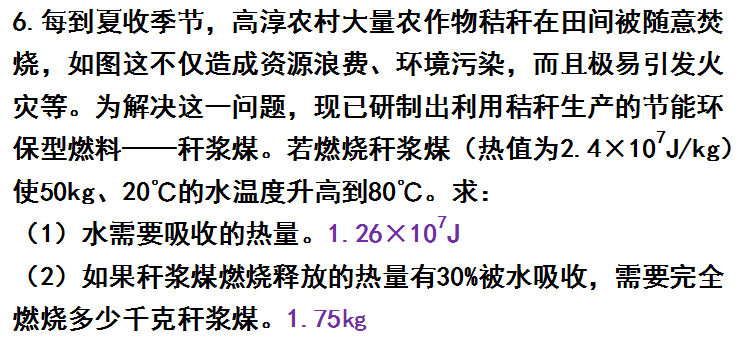 6.每到夏收季节，高淳农村大量农作物秸秆在田间被随意焚
烧，如图这不仅造成资源浪费、环境污染，而且极易引发火
灾等。为解决这一问题，现已研制出利用秸秆生产的节能环
保型燃料——秆浆煤。若燃烧秆浆煤（热值为2.4×10⁷J/kg）
使50kg、20℃的水温度升高到80℃。求：
（1）水需要吸收的热量。1.26×10⁷J
（2）如果秆浆煤燃烧释放的热量有30%被水吸收，需要完全
燃烧多少千克秆浆煤。1.75kg